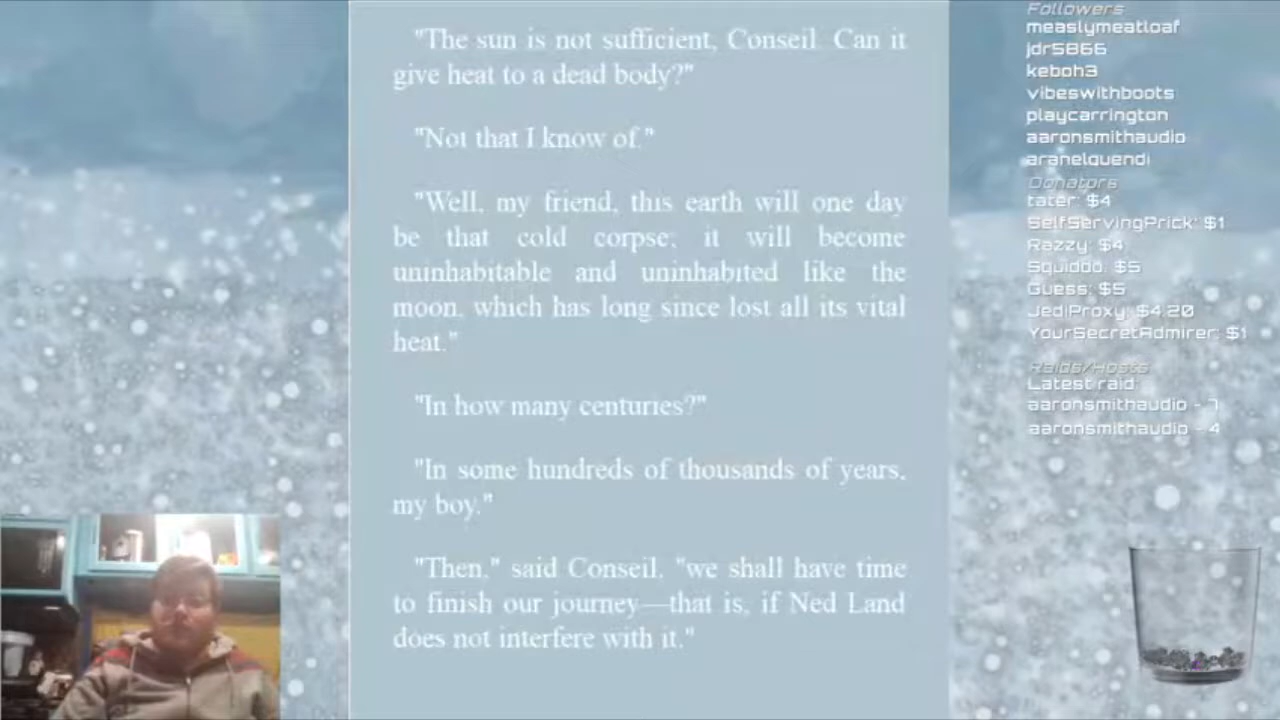 "The sun is not sufficient, Conseil. Can it
give heat to a dead body?"
"Not that I know of."
"Well, my friend, this earth will one day
be that cold corpse; it will become
uninhabitable and uninhabited like the
moon, which has long since lost all its vital
heat."
"In how many centuries?"
"In some hundreds of thousands of years,
my boy."
"Then," said Conseil, "we shall have time
to finish our journey—that is, if Ned Land
does not interfere with it."
Followers
measlymeatloaf
jdr5866
keboh3
vibeswithboots
playcarrington
aaronsmithaudio
aranelquendi
Donators
tater: $4
SelfServingPrick: $1
Razzy: $4
Squidoo: $5
Guess: $5
JediProxy: $4.20
YourSecretAdmirer: $1
Raids/Hosts
Latest raid:
aaronsmithaudio - 7
aaronsmithaudio - 4